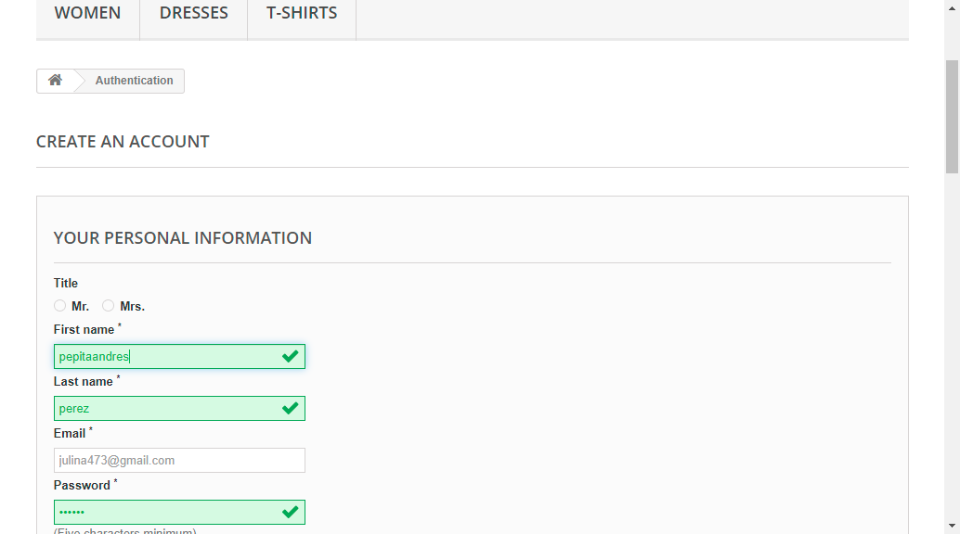 WOMEN DRESSES T-SHIRTS
Authentication
CREATE AN ACCOUNT
YOUR PERSONAL INFORMATION
Title
Mr. Mrs.
First name *
pepitaandres
Last name *
perez
Email *
julina473@gmail.com
Password *
••••••
(Five characters minimum)